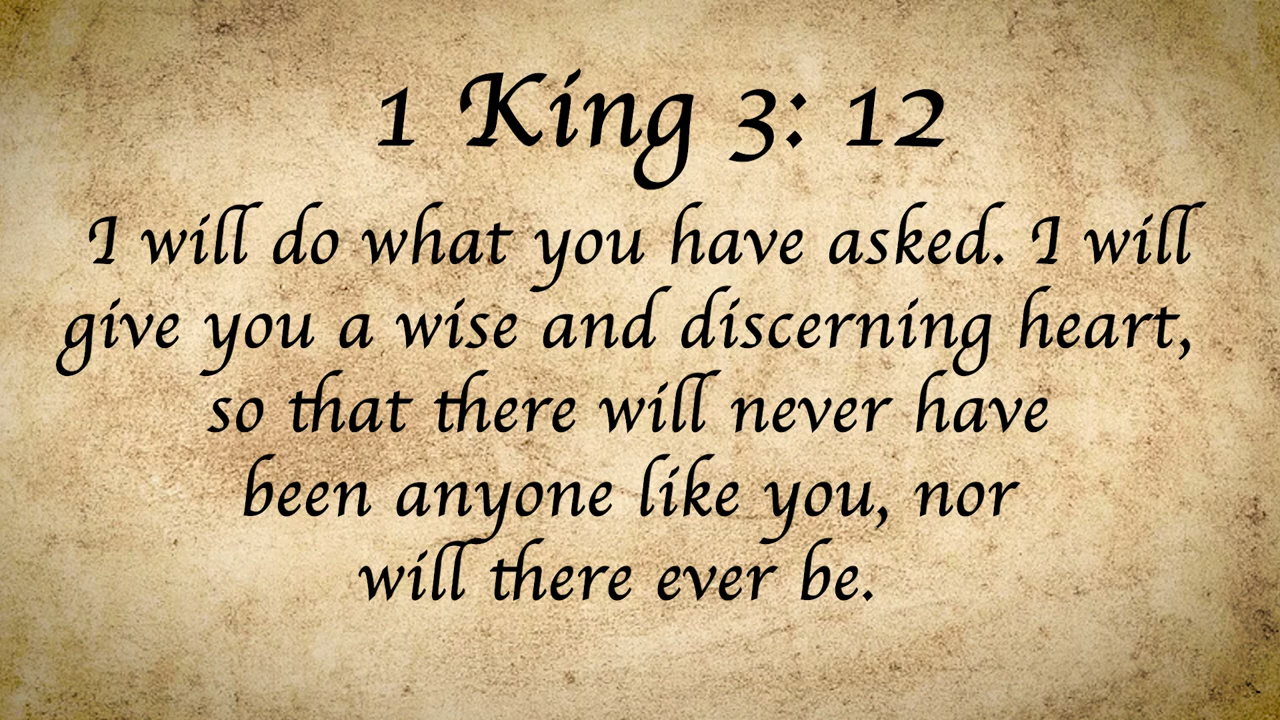 1 King 3: 12
I will do what you have asked. I will
give you a wise and discerning heart,
so that there will never have
been anyone like you, nor
will there ever be.